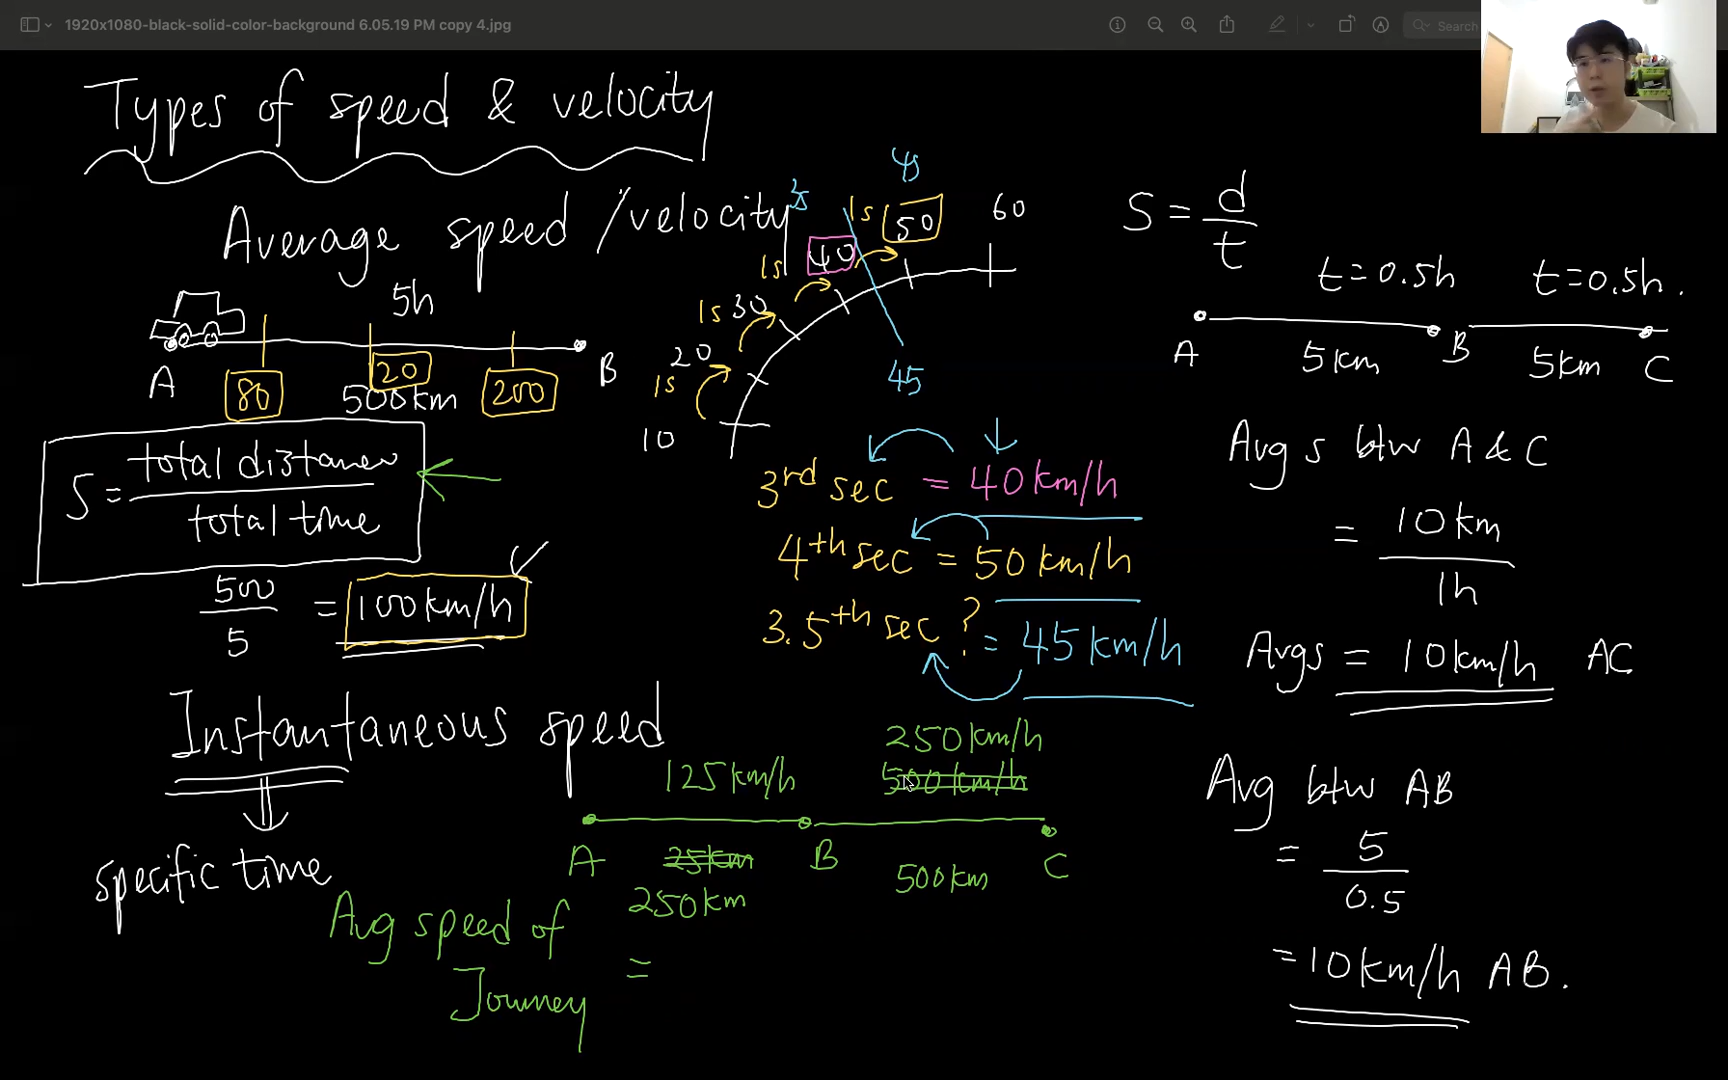 1920x1080-black-solid-color-background 6.05.19 PM copy 4.jpg
Search
Types of speed & velocity
Average speed /velocity
5h
A
B
80
20
200
500km
S = total distance
total time
500
5
= 100km/h
Instantaneous speed
specific time
10
20
30
40
50
60
1s
1s
1s
1s
4s
45
3rd sec = 40km/h
4th sec = 50km/h
3.5th sec ? = 45km/h
125km/h
250km/h
500km/h
A
25km
B
500km
C
250km
Avg speed of
Journey
=
S = d
t
t=0.5h
t=0.5h.
A
5km
B
5km
C
Avg s btw A & C
= 10km
1h
Avgs = 10km/h AC
Avg btw AB
= 5
0.5
=10km/h AB.